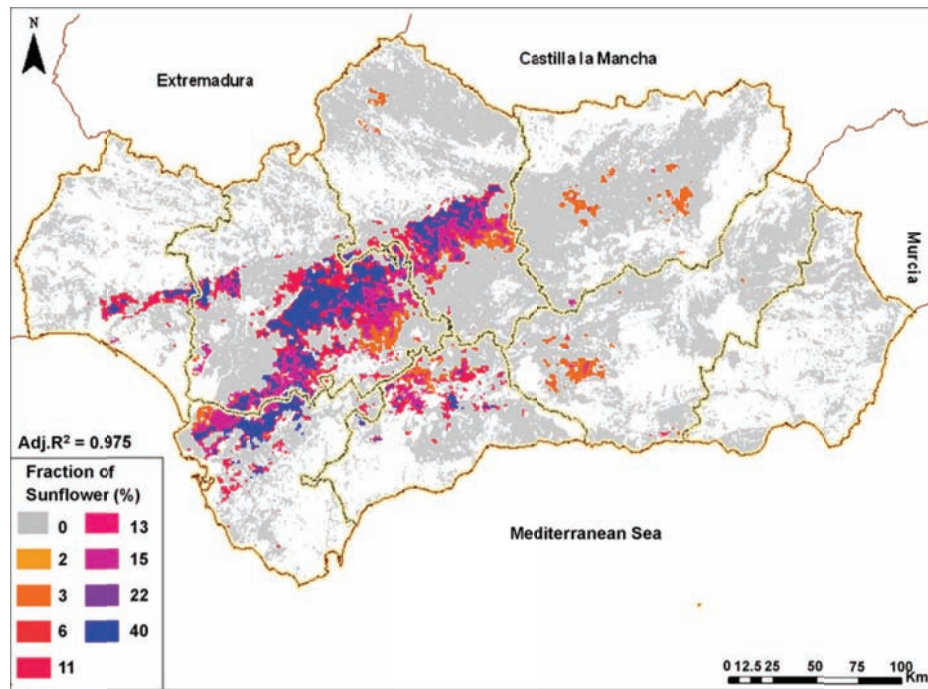 N
Extremadura
Castilla la Mancha
Murcia
Adj.R² = 0.975
Fraction of
Sunflower (%)
0 13
2 15
3 22
6 40
11
Mediterranean Sea
0 12.5 25 50 75 100
Km